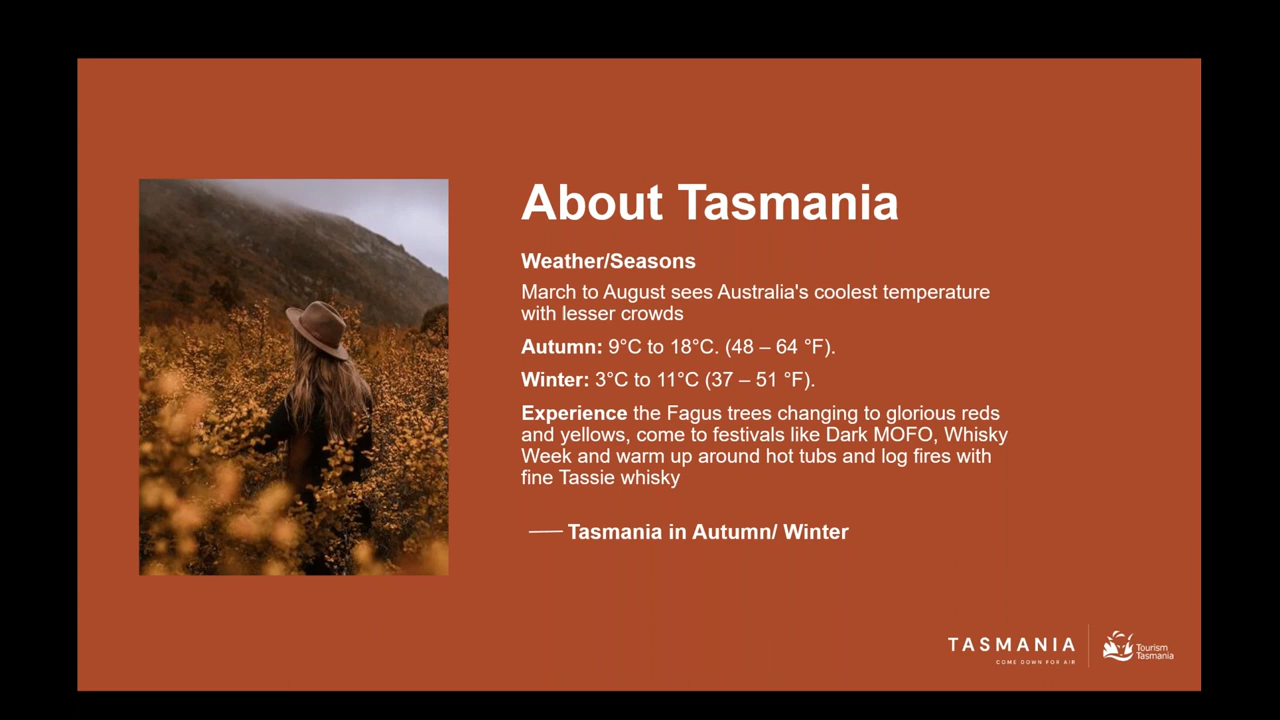 About Tasmania
Weather/Seasons
March to August sees Australia's coolest temperature
with lesser crowds
Autumn: 9°C to 18°C. (48 – 64 °F).
Winter: 3°C to 11°C (37 – 51 °F).
Experience the Fagus trees changing to glorious reds
and yellows, come to festivals like Dark MOFO, Whisky
Week and warm up around hot tubs and log fires with
fine Tassie whisky
Tasmania in Autumn/ Winter
TASMANIA
COME DOWN FOR AIR
Tourism
Tasmania